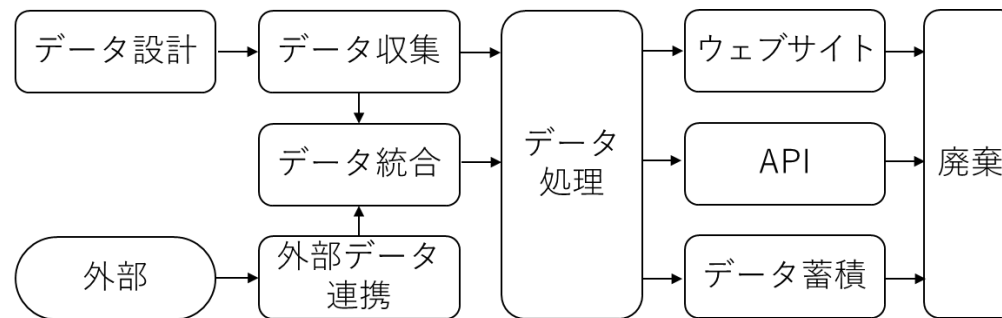 データ設計
データ収集
データ統合
外部
外部データ
連携
データ
処理
ウェブサイト
API
データ蓄積
廃棄